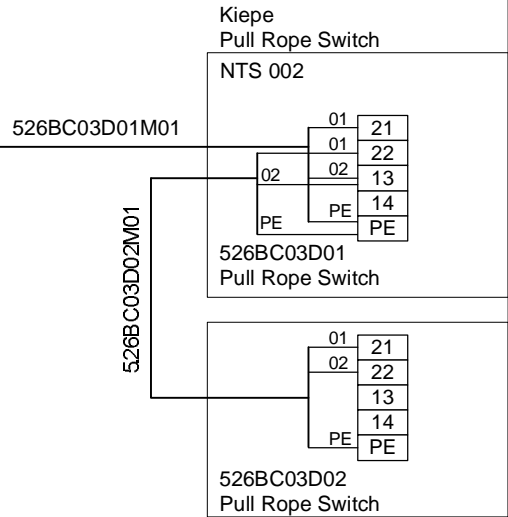 Kiepe
Pull Rope Switch
NTS 002
526BC03D01M01
01 21
01 22
02 02 13
14
PE PE PE
526BC03D01
Pull Rope Switch
526BC03D02M01
01 21
02 22
13
14
PE PE
526BC03D02
Pull Rope Switch